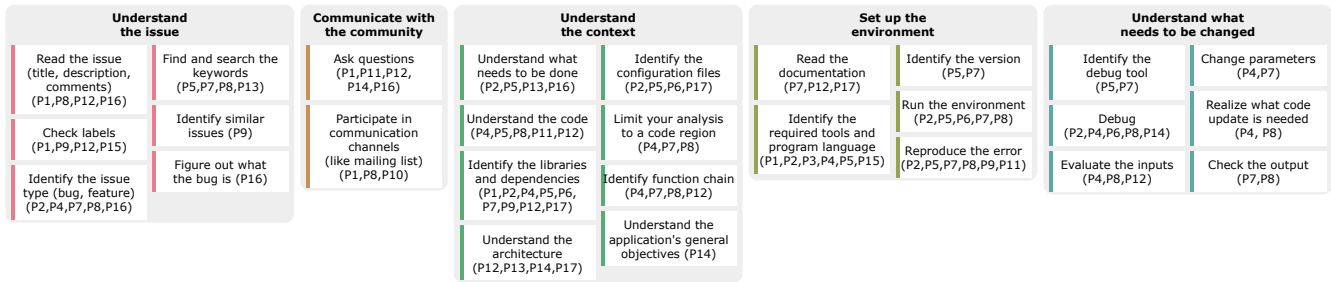 Understand
the issue
Read the issue
(title, description,
comments)
(P1,P8,P12,P16)
Check labels
(P1,P9,P12,P15)
Identify the issue
type (bug, feature)
(P2,P4,P7,P8,P16)
Find and search the
keywords
(P5,P7,P8,P13)
Identify similar
issues (P9)
Figure out what
the bug is (P16)
Communicate with
the community
Ask questions
(P1,P11,P12,
P14,P16)
Participate in
communication
channels
(like mailing list)
(P1,P8,P10)
Understand
the context
Understand what
needs to be done
(P2,P5,P13,P16)
Understand the code
(P4,P5,P8,P11,P12)
Identify the libraries
and dependencies
(P1,P2,P4,P5,P6,
P7,P9,P12,P17)
Understand the
architecture
(P12,P13,P14,P17)
Identify the
configuration files
(P2,P5,P6,P17)
Limit your analysis
to a code region
(P4,P7,P8)
Identify function chain
(P4,P7,P8,P12)
Understand the
application's general
objectives (P14)
Set up the
environment
Read the
documentation
(P7,P12,P17)
Identify the
required tools and
program language
(P1,P2,P3,P4,P5,P15)
Identify the version
(P5,P7)
Run the environment
(P2,P5,P6,P7,P8)
Reproduce the error
(P2,P5,P7,P8,P9,P11)
Understand what
needs to be changed
Identify the
debug tool
(P5,P7)
Debug
(P2,P4,P6,P8,P14)
Evaluate the inputs
(P4,P8,P12)
Change parameters
(P4,P7)
Realize what code
update is needed
(P4, P8)
Check the output
(P7,P8)